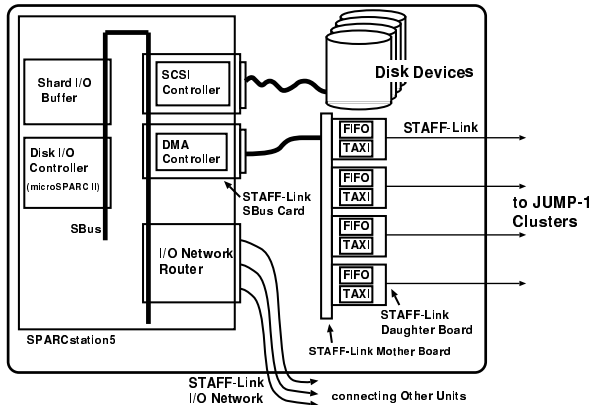 Shard I/O
Buffer
Disk I/O
Controller
(microSPARC II)
SBus
SCSI
Controller
DMA
Controller
STAFF-Link
SBus Card
I/O Network
Router
SPARCstation5
Disk Devices
FIFO
TAXI
FIFO
TAXI
FIFO
TAXI
FIFO
TAXI
STAFF-Link
to JUMP-1
Clusters
STAFF-Link
Daughter Board
STAFF-Link Mother Board
STAFF-Link
I/O Network
connecting Other Units